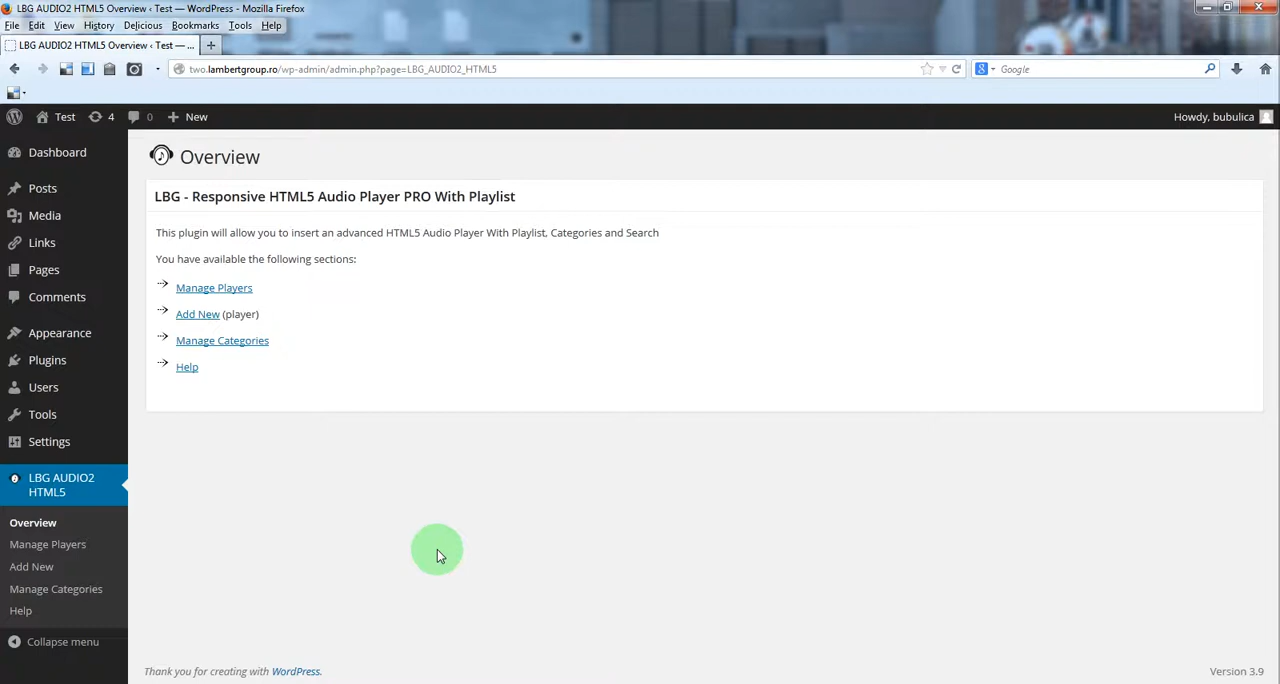 LBG AUDIO2 HTML5 Overview ‹ Test — WordPress - Mozilla Firefox
File Edit View History Delicious Bookmarks Tools Help
LBG AUDIO2 HTML5 Overview ‹ Test — ...
two.lambertgroup.ro/wp-admin/admin.php?page=LBG_AUDIO2_HTML5
Google
Test 4 0 New
Howdy, bubulica
Dashboard
Posts
Media
Links
Pages
Comments
Appearance
Plugins
Users
Tools
Settings
LBG AUDIO2
HTML5
Overview
Manage Players
Add New
Manage Categories
Help
Collapse menu
Overview
LBG - Responsive HTML5 Audio Player PRO With Playlist
This plugin will allow you to insert an advanced HTML5 Audio Player With Playlist, Categories and Search
You have available the following sections:
Manage Players
Add New (player)
Manage Categories
Help
Thank you for creating with WordPress.
Version 3.9